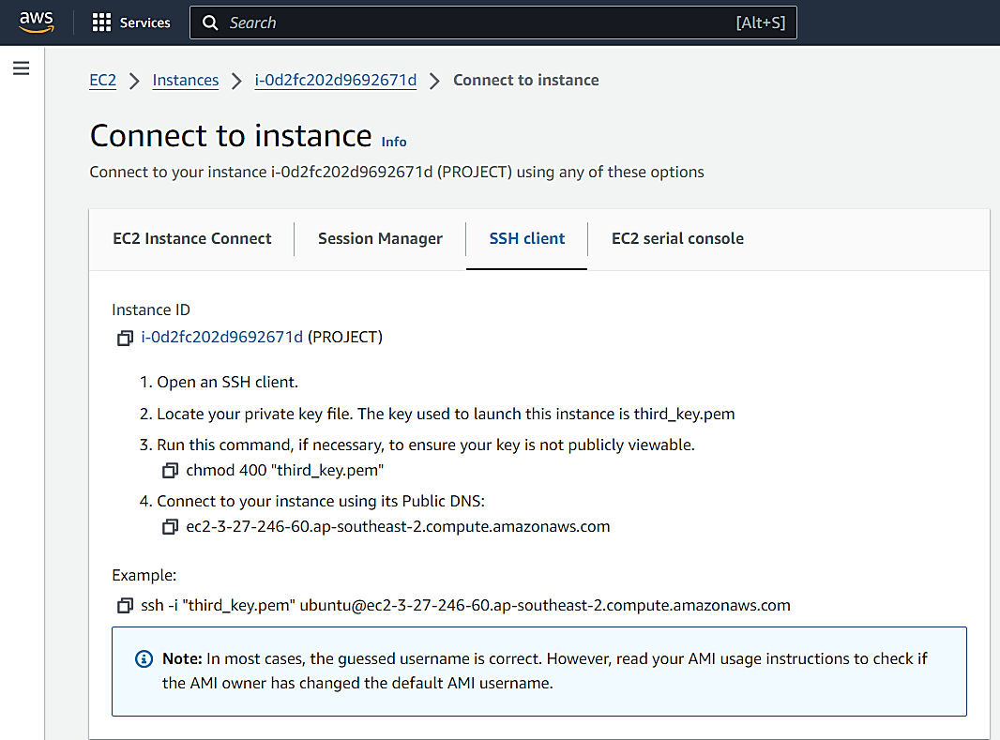 aws Services Search [Alt+S]
EC2 Instances i-0d2fc202d9692671d Connect to instance
Connect to instance Info
Connect to your instance i-0d2fc202d9692671d (PROJECT) using any of these options
EC2 Instance Connect Session Manager SSH client EC2 serial console
Instance ID
i-0d2fc202d9692671d (PROJECT)
1. Open an SSH client.
2. Locate your private key file. The key used to launch this instance is third_key.pem
3. Run this command, if necessary, to ensure your key is not publicly viewable.
chmod 400 "third_key.pem"
4. Connect to your instance using its Public DNS:
ec2-3-27-246-60.ap-southeast-2.compute.amazonaws.com
Example:
ssh -i "third_key.pem" ubuntu@ec2-3-27-246-60.ap-southeast-2.compute.amazonaws.com
Note: In most cases, the guessed username is correct. However, read your AMI usage instructions to check if
the AMI owner has changed the default AMI username.